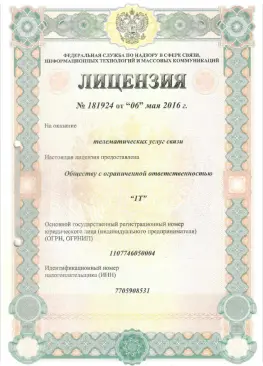 ФЕДЕРАЛЬНАЯ СЛУЖБА ПО НАДЗОРУ В СФЕРЕ СВЯЗИ,
ИНФОРМАЦИОННЫХ ТЕХНОЛОГИЙ И МАССОВЫХ КОММУНИКАЦИЙ
ЛИЦЕНЗИЯ
№ 181924 от “06” мая 2016 г.
На оказание
телематических услуг связи
Настоящая лицензия предоставлена
Обществу с ограниченной ответственностью
"1Т"
Основной государственный регистрационный номер
юридического лица (индивидуального предпринимателя)
(ОГРН, ОГРНИП)
1107746050004
Идентификационный номер
налогоплательщика (ИНН)
7705908531